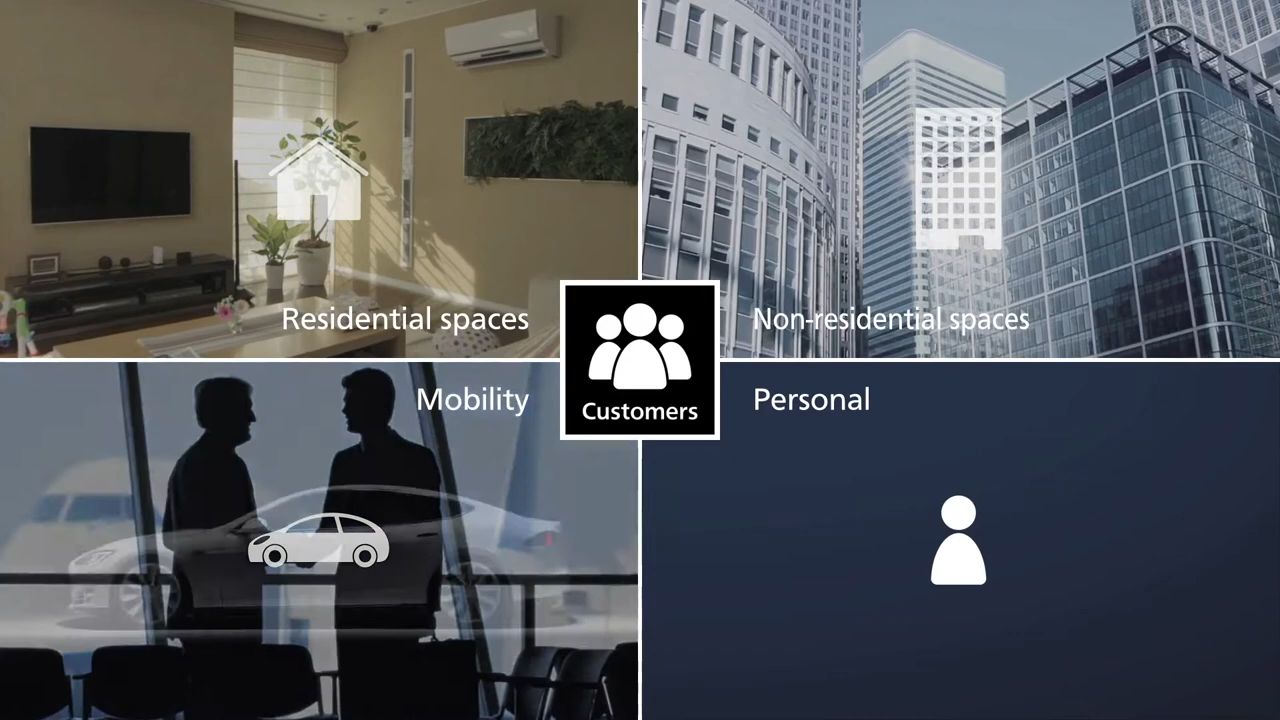 Residential spaces
Non-residential spaces
Customers
Mobility
Personal